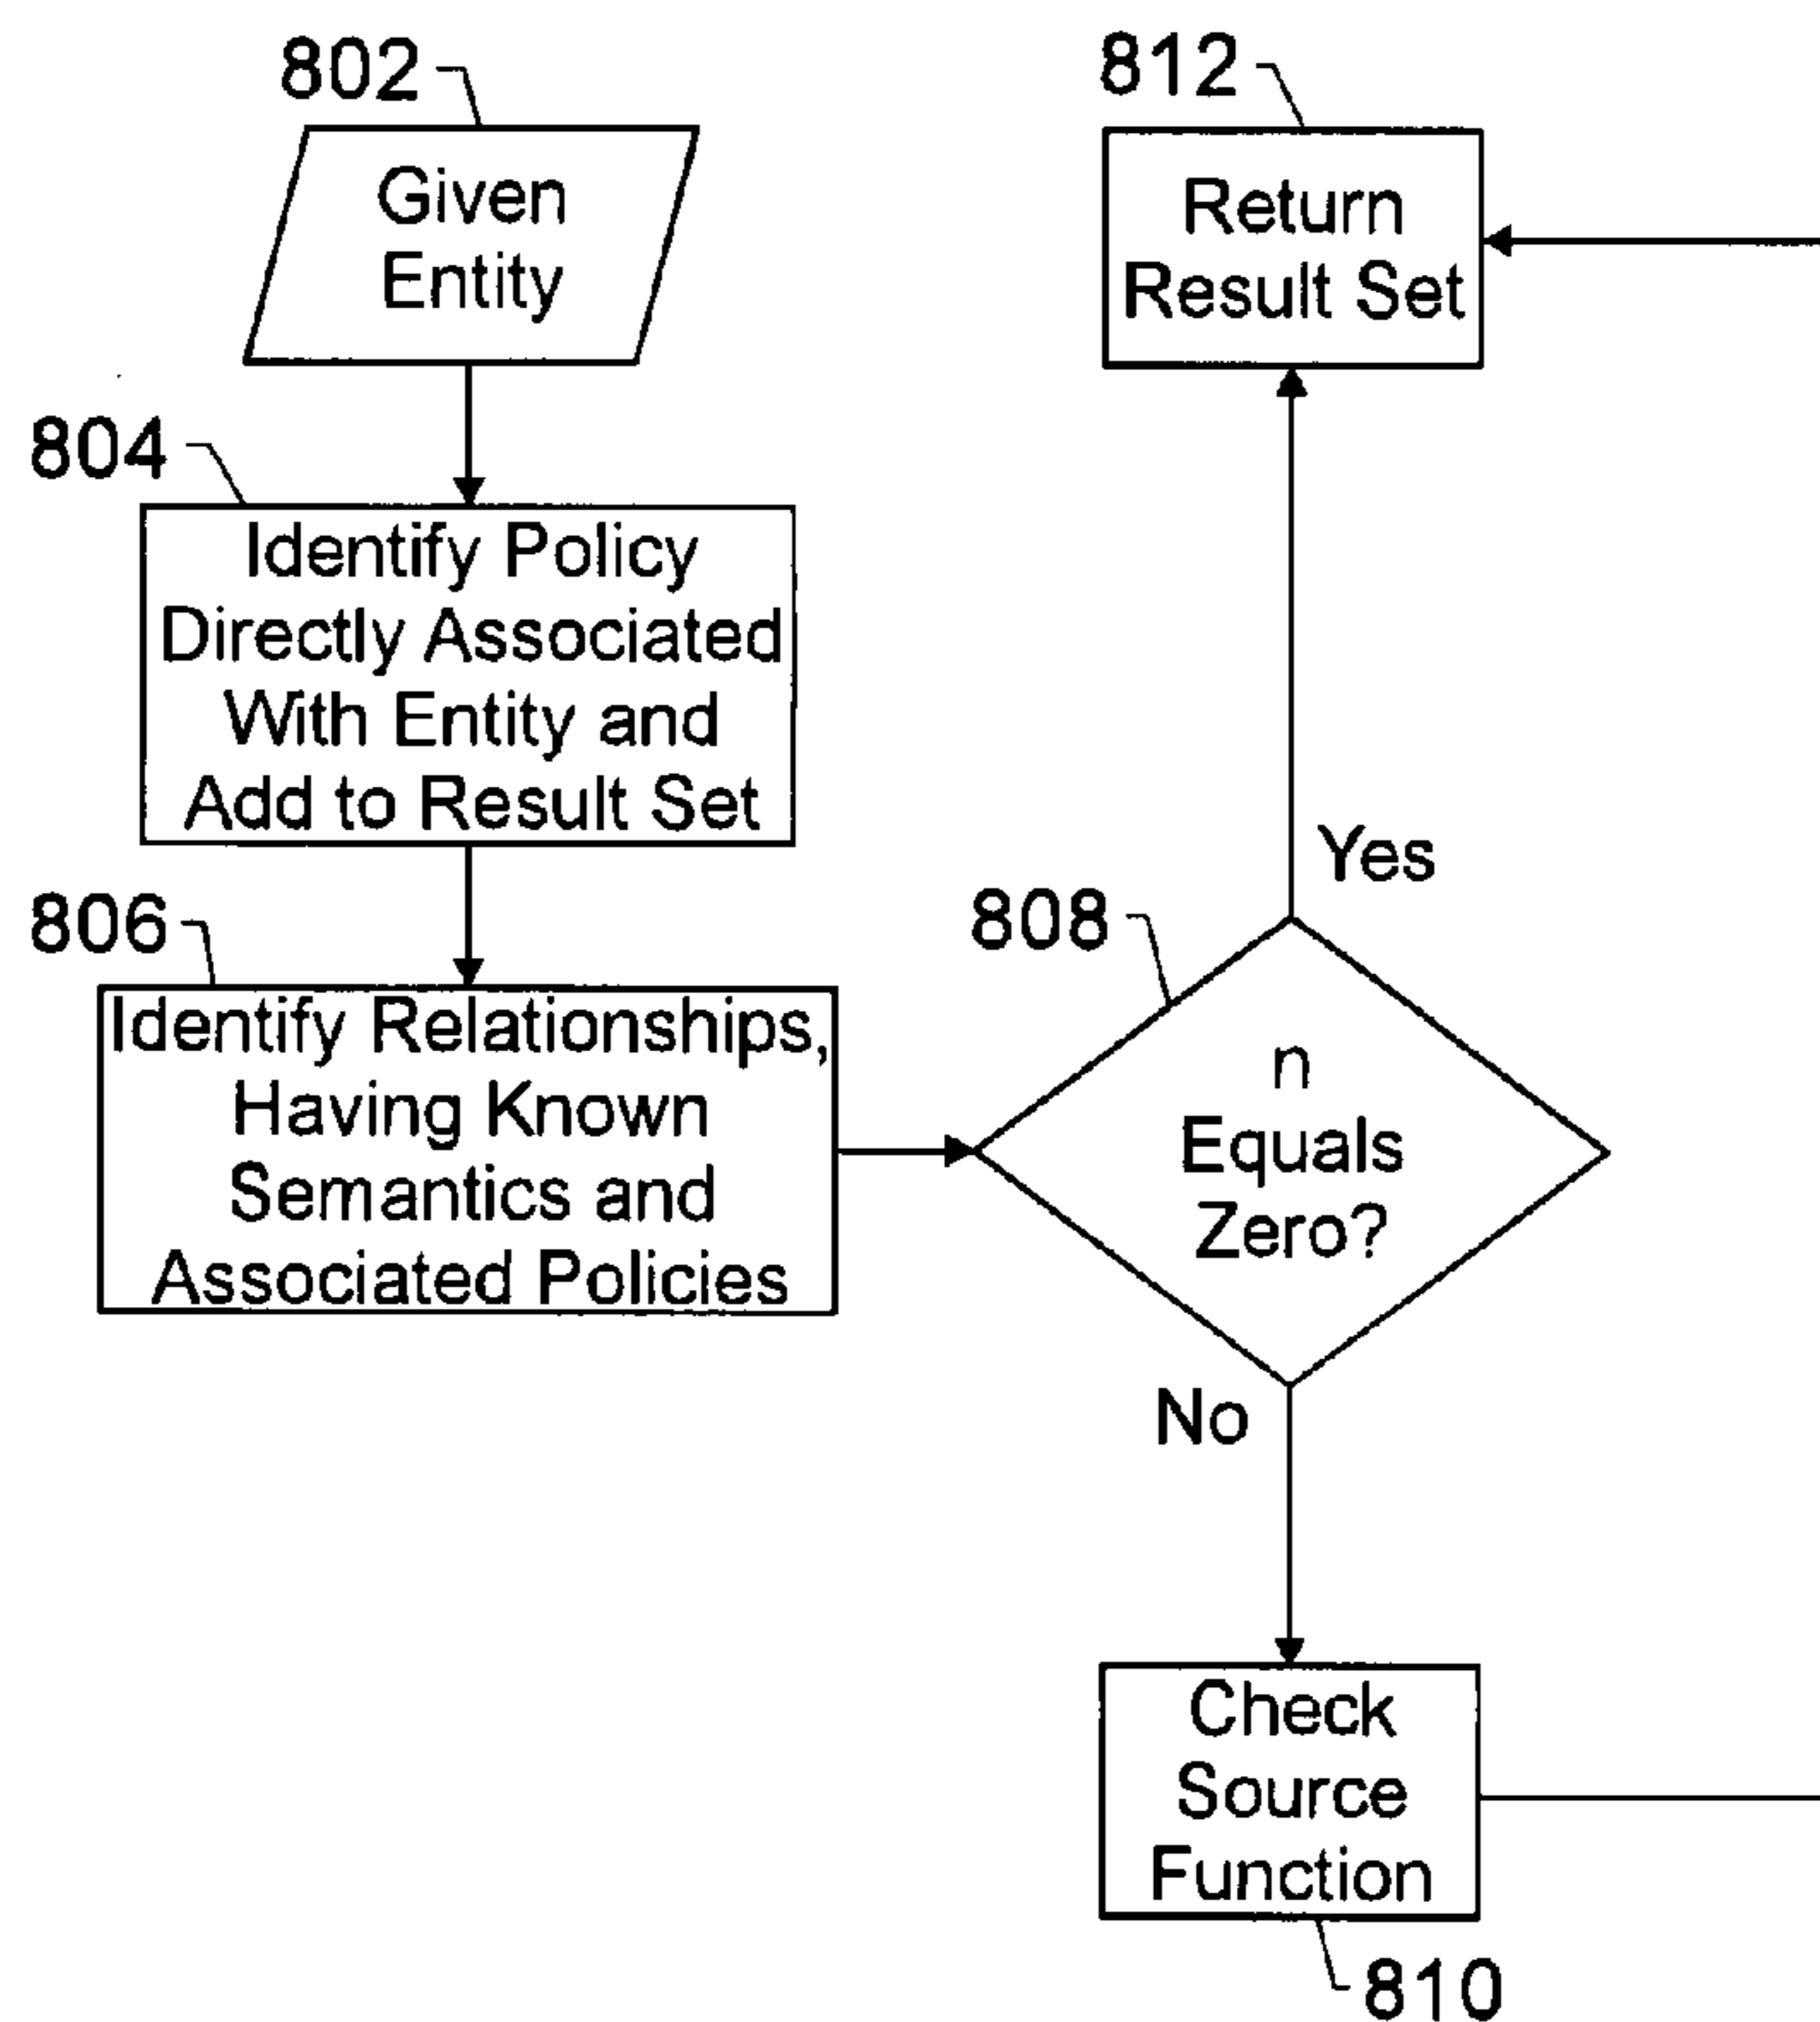 802
Given
Entity
804
Identify Policy
Directly Associated
With Entity and
Add to Result Set
806
Identify Relationships,
Having Known
Semantics and
Associated Policies
808
n
Equals
Zero?
Yes
No
812
Return
Result Set
Check
Source
Function
810